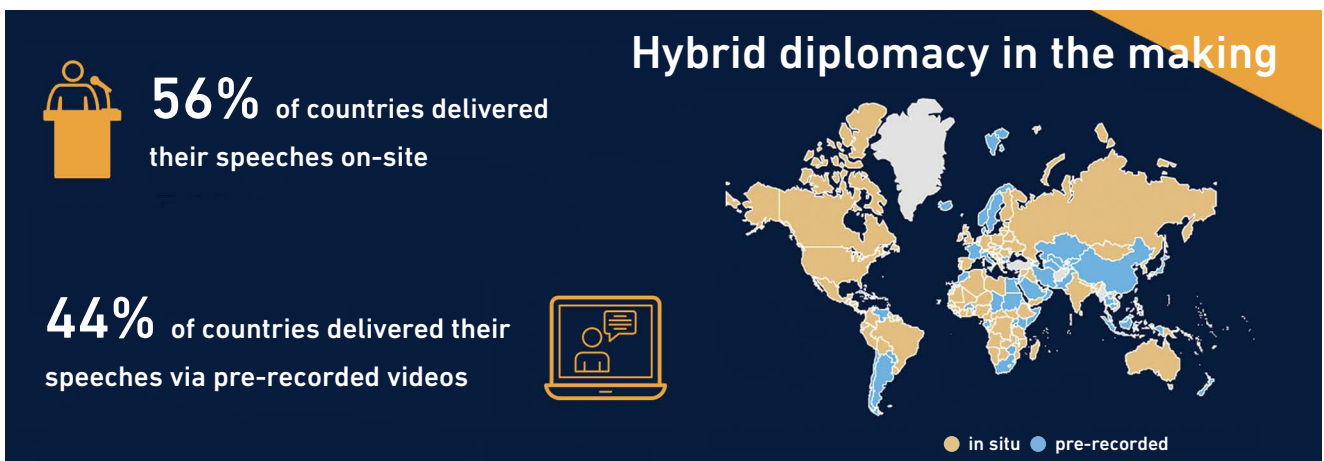 Hybrid diplomacy in the making
56% of countries delivered
their speeches on-site
44% of countries delivered their
speeches via pre-recorded videos
in situ pre-recorded